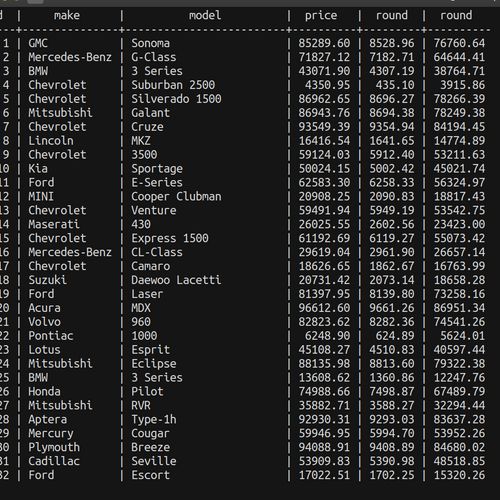 d | make | model | price | round | round
1 | GMC | Sonoma | 85289.60 | 8528.96 | 76760.64
2 | Mercedes-Benz | G-Class | 71827.12 | 7182.71 | 64644.41
3 | BMW | 3 Series | 43071.90 | 4307.19 | 38764.71
4 | Chevrolet | Suburban 2500 | 4350.95 | 435.10 | 3915.86
5 | Chevrolet | Silverado 1500 | 86962.65 | 8696.27 | 78266.39
6 | Mitsubishi | Galant | 86943.76 | 8694.38 | 78249.38
7 | Chevrolet | Cruze | 93549.39 | 9354.94 | 84194.45
8 | Lincoln | MKZ | 16416.54 | 1641.65 | 14774.89
9 | Chevrolet | 3500 | 59124.03 | 5912.40 | 53211.63
10 | Kia | Sportage | 50024.15 | 5002.42 | 45021.74
11 | Ford | E-Series | 62583.30 | 6258.33 | 56324.97
12 | MINI | Cooper Clubman | 20908.25 | 2090.83 | 18817.43
13 | Chevrolet | Venture | 59491.94 | 5949.19 | 53542.75
14 | Maserati | 430 | 26025.55 | 2602.56 | 23423.00
15 | Chevrolet | Express 1500 | 61192.69 | 6119.27 | 55073.42
16 | Mercedes-Benz | CL-Class | 29619.04 | 2961.90 | 26657.14
17 | Chevrolet | Camaro | 18626.65 | 1862.67 | 16763.99
18 | Suzuki | Daewoo Lacetti | 20731.42 | 2073.14 | 18658.28
19 | Ford | Laser | 81397.95 | 8139.80 | 73258.16
20 | Acura | MDX | 96612.60 | 9661.26 | 86951.34
21 | Volvo | 960 | 82823.62 | 8282.36 | 74541.26
22 | Pontiac | 1000 | 6248.90 | 624.89 | 5624.01
23 | Lotus | Esprit | 45108.27 | 4510.83 | 40597.44
24 | Mitsubishi | Eclipse | 88135.98 | 8813.60 | 79322.38
25 | BMW | 3 Series | 13608.62 | 1360.86 | 12247.76
26 | Honda | Pilot | 74988.66 | 7498.87 | 67489.79
27 | Mitsubishi | RVR | 35882.71 | 3588.27 | 32294.44
28 | Aptera | Type-1h | 92930.31 | 9293.03 | 83637.28
29 | Mercury | Cougar | 59946.95 | 5994.70 | 53952.26
30 | Plymouth | Breeze | 94088.91 | 9408.89 | 84680.02
31 | Cadillac | Seville | 53909.83 | 5390.98 | 48518.85
32 | Ford | Escort | 17022.51 | 1702.25 | 15320.26